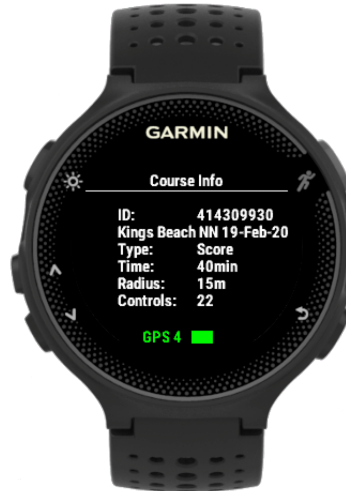 GARMIN
Course Info
ID: 414309930
Kings Beach NN 19-Feb-20
Type: Score
Time: 40min
Radius: 15m
Controls: 22
GPS 4